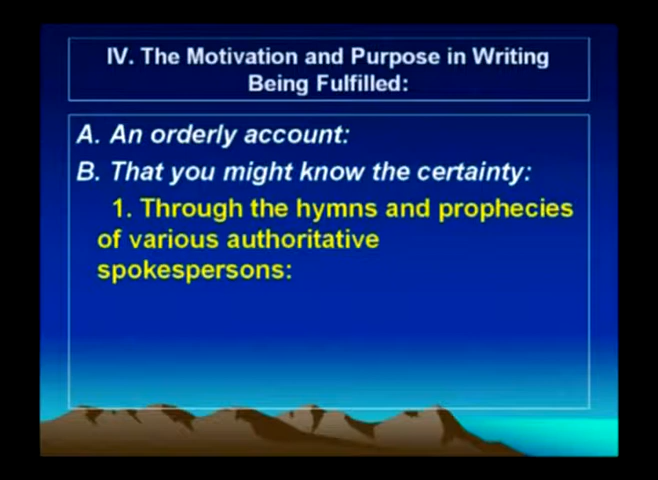 IV. The Motivation and Purpose in Writing
Being Fulfilled:
A. An orderly account:
B. That you might know the certainty:
1. Through the hymns and prophecies
of various authoritative
spokespersons: